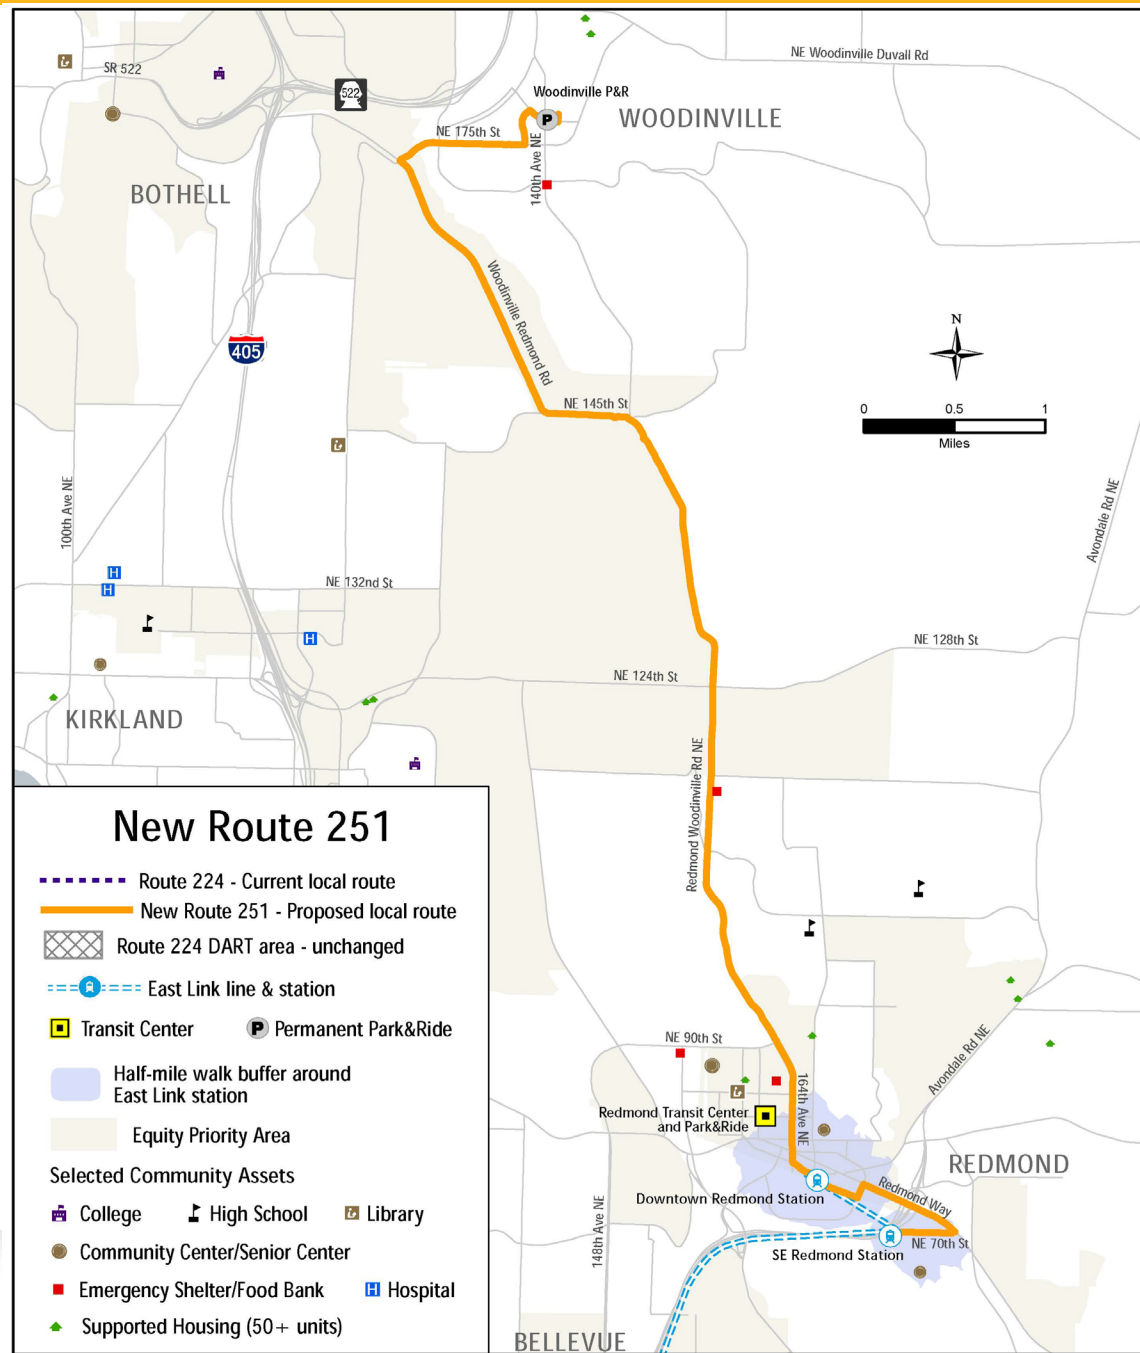 NE Woodinville Duvall Rd
SR 522
522
Woodinville P&R
P
WOODINVILLE
NE 175th St
140th Ave NE
BOTHELL
Woodinville Redmond Rd
N
405
0 0.5 1
Miles
NE 145th St
100th Ave NE
Avondale Rd NE
H
H
NE 132nd St
H
NE 128th St
NE 124th St
KIRKLAND
Redmond Woodinville Rd NE
New Route 251
Route 224 - Current local route
New Route 251 - Proposed local route
Route 224 DART area - unchanged
East Link line & station
Transit Center
P Permanent Park&Ride
Half-mile walk buffer around
East Link station
Equity Priority Area
Selected Community Assets
College
High School
Library
Community Center/Senior Center
Emergency Shelter/Food Bank
H Hospital
Supported Housing (50+ units)
NE 90th St
Avondale Rd NE
164th Ave NE
Redmond Transit Center
and Park&Ride
REDMOND
Redmond Way
Downtown Redmond Station
148th Ave NE
NE 70th St
SE Redmond Station
BELLEVUE